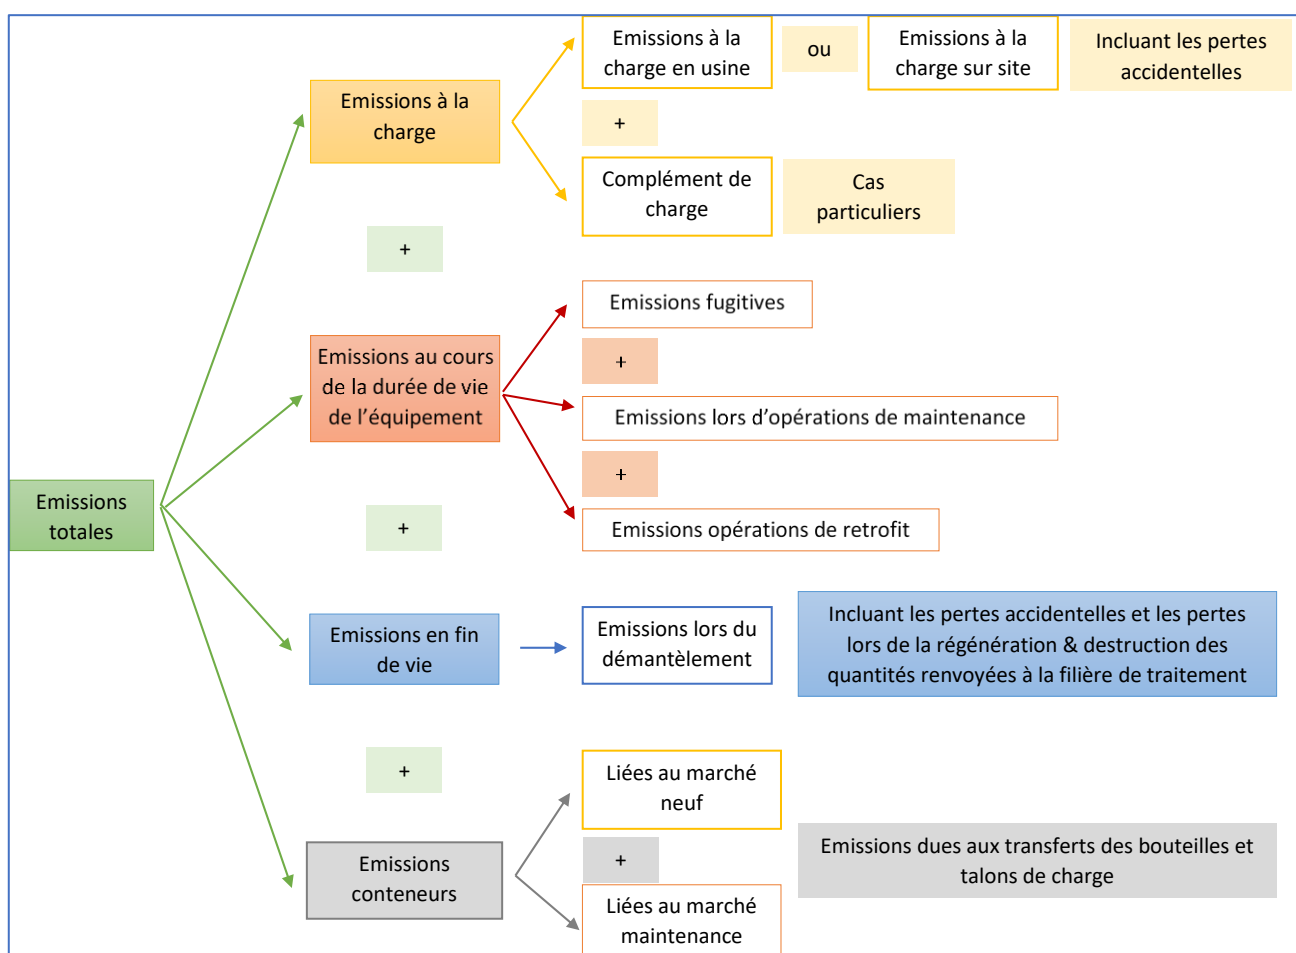 Emissions à la
charge en usine
ou
Emissions à la
charge sur site
Incluant les pertes
accidentelles
Emissions à la
charge
+
Complément de
charge
Cas
particuliers
+
Emissions fugitives
+
Emissions au cours
de la durée de vie
de l'équipement
Emissions lors d'opérations de maintenance
+
Emissions
totales
+
Emissions opérations de retrofit
Emissions en fin
de vie
Emissions lors du
démantèlement
Incluant les pertes accidentelles et les pertes
lors de la régénération & destruction des
quantités renvoyées à la filière de traitement
+
Liées au marché
neuf
+
Emissions
conteneurs
Emissions dues aux transferts des bouteilles et
talons de charge
Liées au marché
maintenance